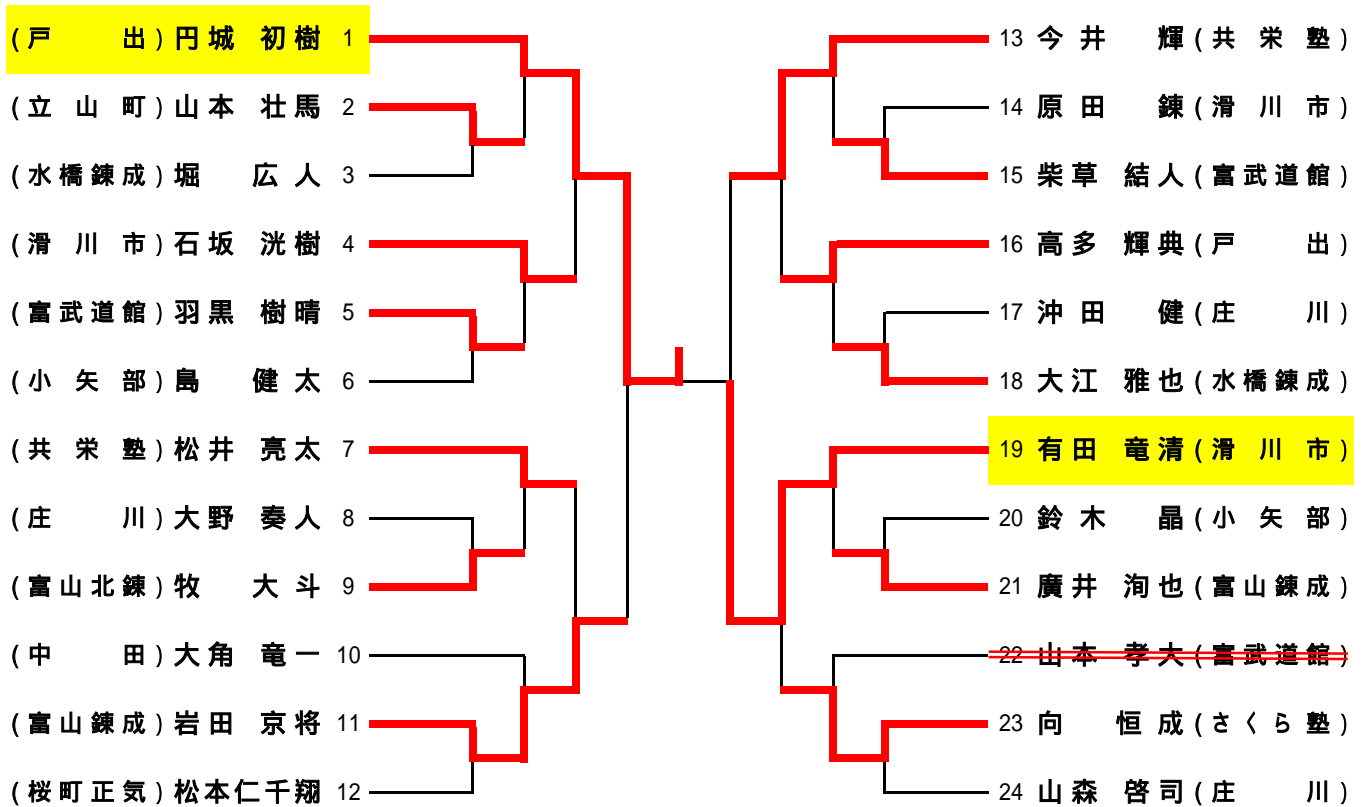 (戸出)円城 初樹 1
(立山町)山本 壮馬 2
(水橋錬成)堀 広人 3
(滑川市)石坂 洸樹 4
(富武道館)羽黒 樹晴 5
(小矢部)島 健太 6
(共栄塾)松井 亮太 7
(庄川)大野 奏人 8
(富山北錬)牧 大斗 9
(中田)大角 竜一 10
(富山錬成)岩田 京将 11
(桜町正気)松本仁千翔 12
13 今井 輝(共栄塾)
14 原田 錬(滑川市)
15 柴草 結人(富武道館)
16 高多 輝典(戸出)
17 沖田 健(庄川)
18 大江 雅也(水橋錬成)
19 有田 竜清(滑川市)
20 鈴木 晶(小矢部)
21 廣井 洵也(富山錬成)
22 山本 孝大(富武道館)
23 向 恒成(さくら塾)
24 山森 啓司(庄川)